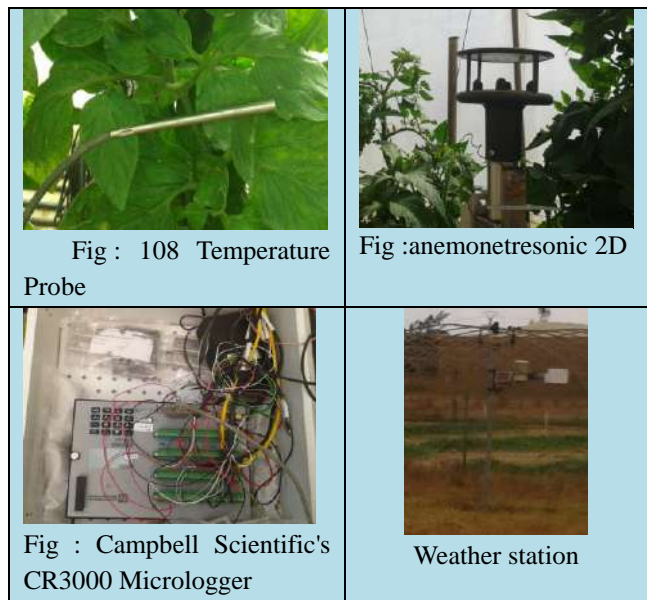 Fig : 108 Temperature
Probe
Fig :anemonetresonic 2D
Fig : Campbell Scientific's
CR3000 Micrologger
Weather station